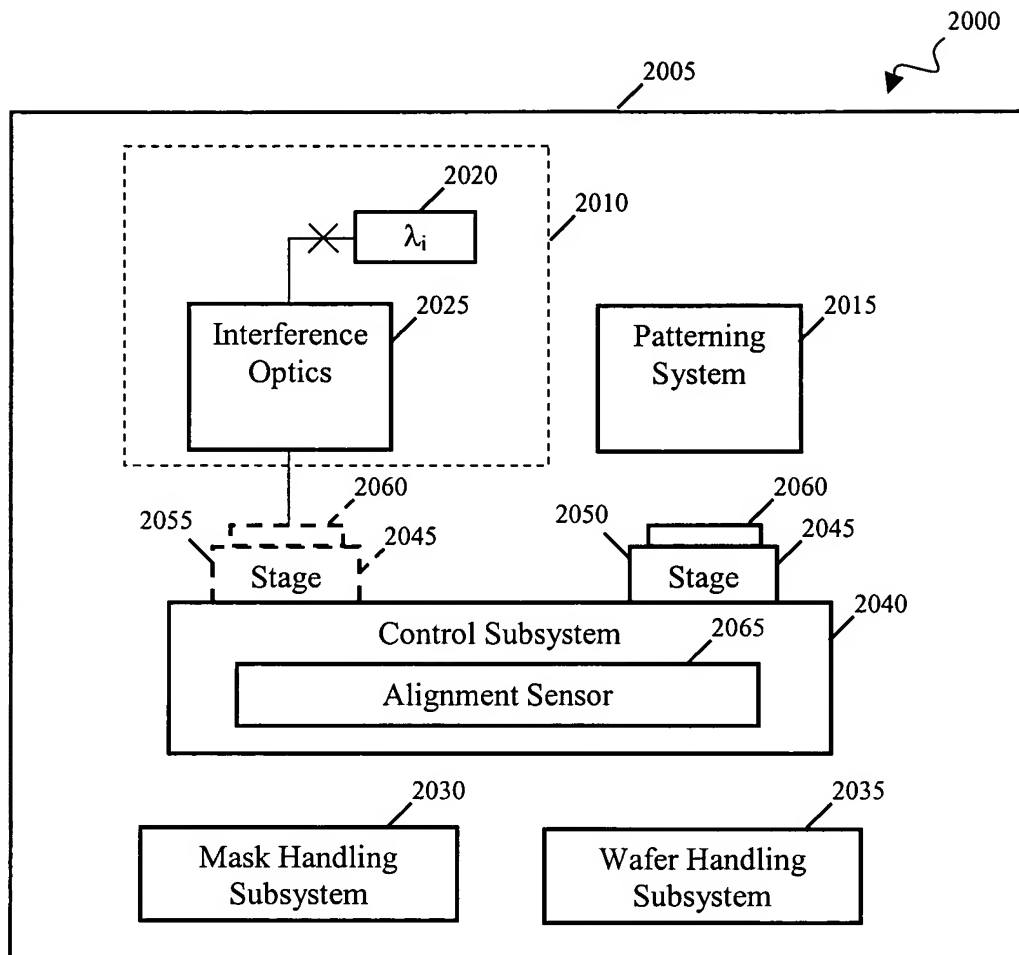 2000
2005
2020
2010
λi
2025
2015
Interference
Optics
Patterning
System
2060
2060
2055
2045
2050
2045
Stage
Stage
2040
Control Subsystem
2065
Alignment Sensor
2030
2035
Mask Handling
Subsystem
Wafer Handling
Subsystem